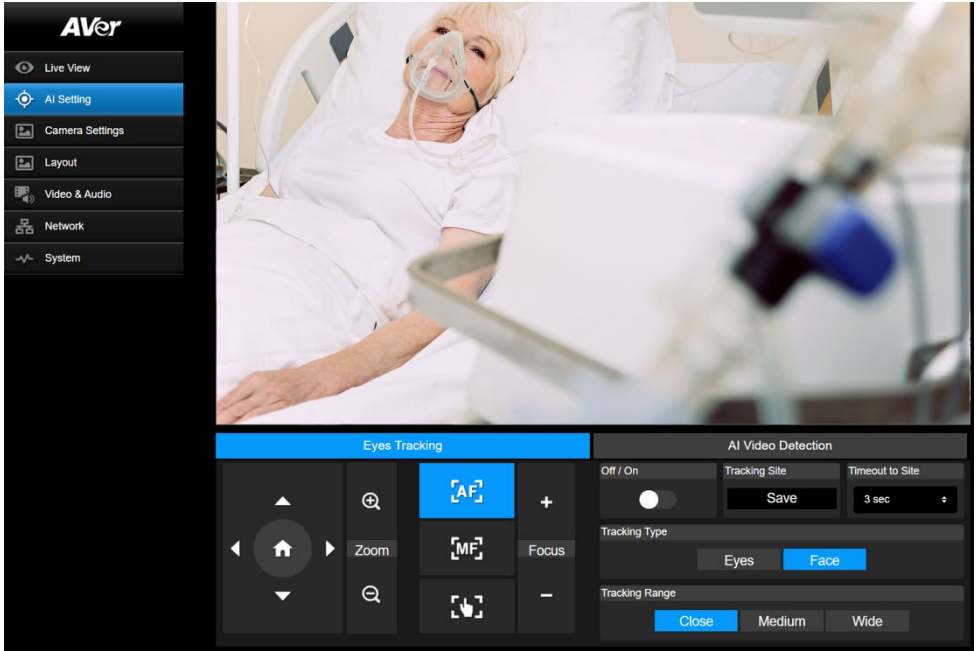 AVer
Live View
AI Setting
Camera Settings
Layout
Video & Audio
Network
System
Eyes Tracking
AI Video Detection
AF
MF
Zoom
Focus
Off / On
Tracking Site
Timeout to Site
Save
3 sec
Tracking Type
Eyes
Face
Tracking Range
Close
Medium
Wide